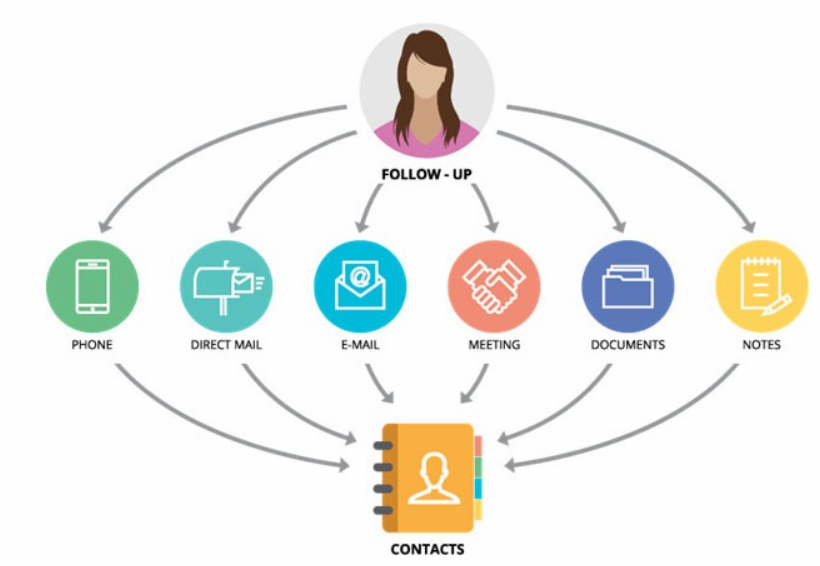 FOLLOW - UP
PHONE
DIRECT MAIL
E-MAIL
MEETING
DOCUMENTS
NOTES
CONTACTS